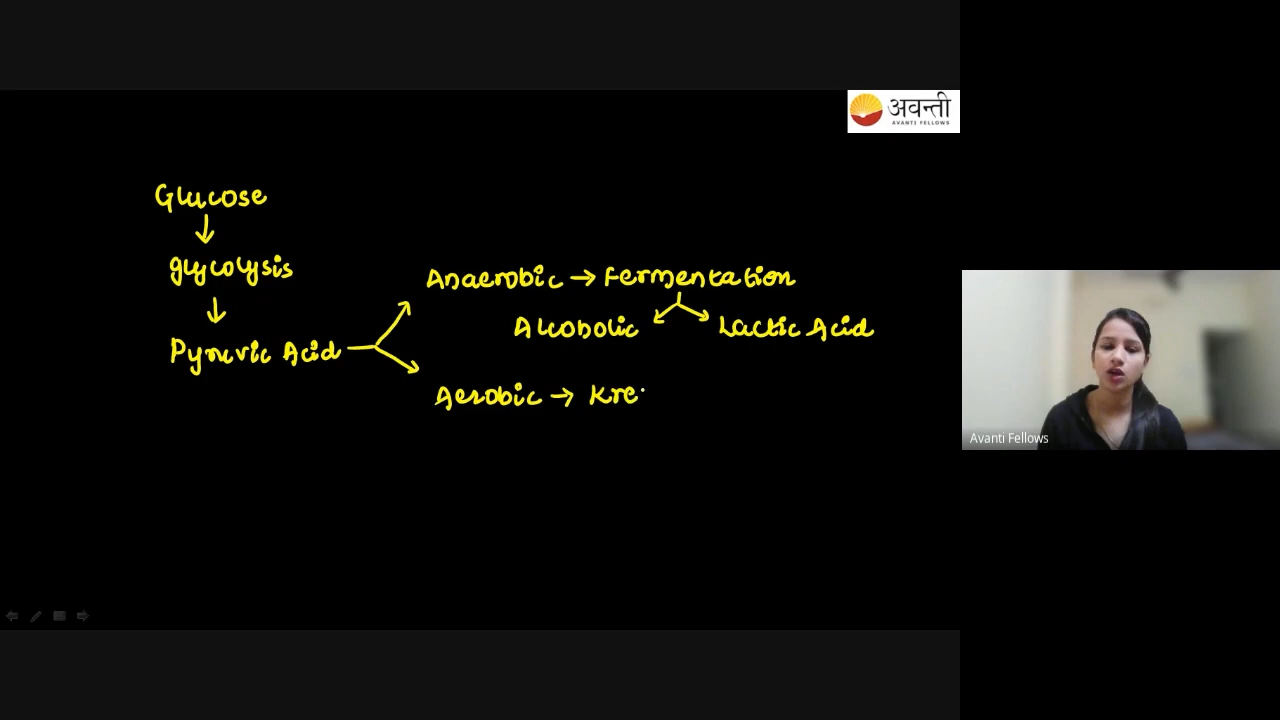 अवन्ती
AVANTI FELLOWS
Glucose
glycolysis
Pyruvic Acid
Anaerobic → Fermentation
Alcoholic Lactic Acid
Aerobic → Kre
Avanti Fellows